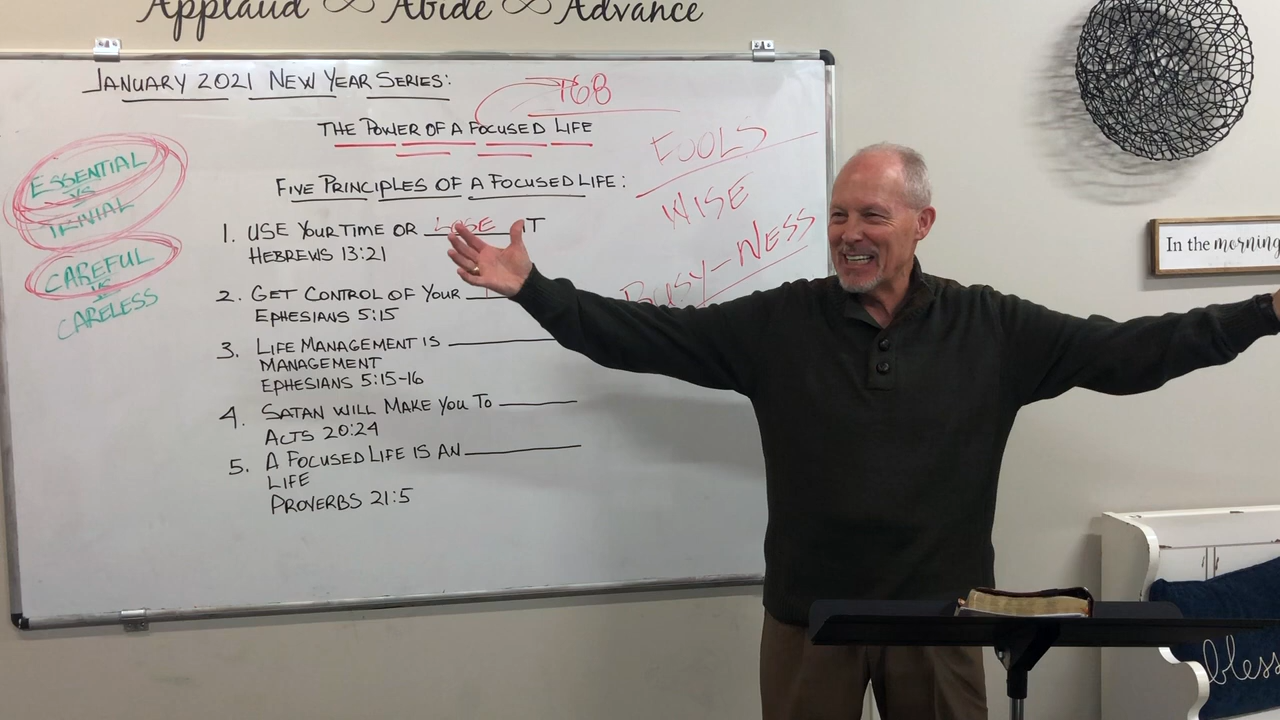 Applaud ∞ Abide ∞ Advance
JANUARY 2021 NEW YEAR SERIES:
168
THE POWER OF A FOCUSED LIFE
FIVE PRINCIPLES OF A FOCUSED LIFE:
1. USE YOUR TIME OR LOSE IT
HEBREWS 13:21
2. GET CONTROL OF YOUR
EPHESIANS 5:15
3. LIFE MANAGEMENT IS
MANAGEMENT
EPHESIANS 5:15-16
4. SATAN WILL MAKE YOU TO
ACTS 20:24
5. A FOCUSED LIFE IS AN
LIFE
PROVERBS 21:5
ESSENTIAL
VS
TRIVIAL
CAREFUL
VS
CARELESS
FOOLS
WISE
BUSY-NESS
In the morning
bless